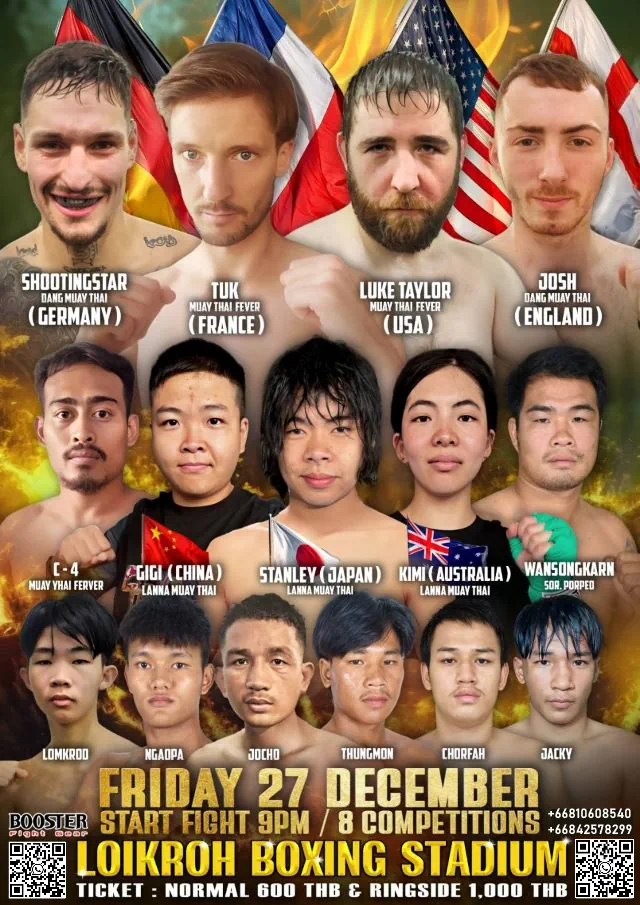 SHOOTINGSTAR
DANG MUAY THAI
( GERMANY )
TUK
MUAY THAI FEVER
( FRANCE )
LUKE TAYLOR
MUAY THAI FEVER
( USA )
JOSH
DANG MUAY THAI
( ENGLAND )
C - 4
MUAY YHAI FERVER
GIGI ( CHINA )
LANNA MUAY THAI
STANLEY ( JAPAN )
LANNA MUAY THAI
KIMI ( AUSTRALIA )
LANNA MUAY THAI
WANSONGKARN
SOR. PORPED
LOMKROD
NGAOPA
JOCHO
THUNGMON
CHORFAH
JACKY
FRIDAY 27 DECEMBER
START FIGHT 9PM / 8 COMPETITIONS
+66810608540
+66842578299
BOOSTER
Fight Gear
LOIKROH BOXING STADIUM
TICKET : NORMAL 600 THB & RINGSIDE 1,000 THB